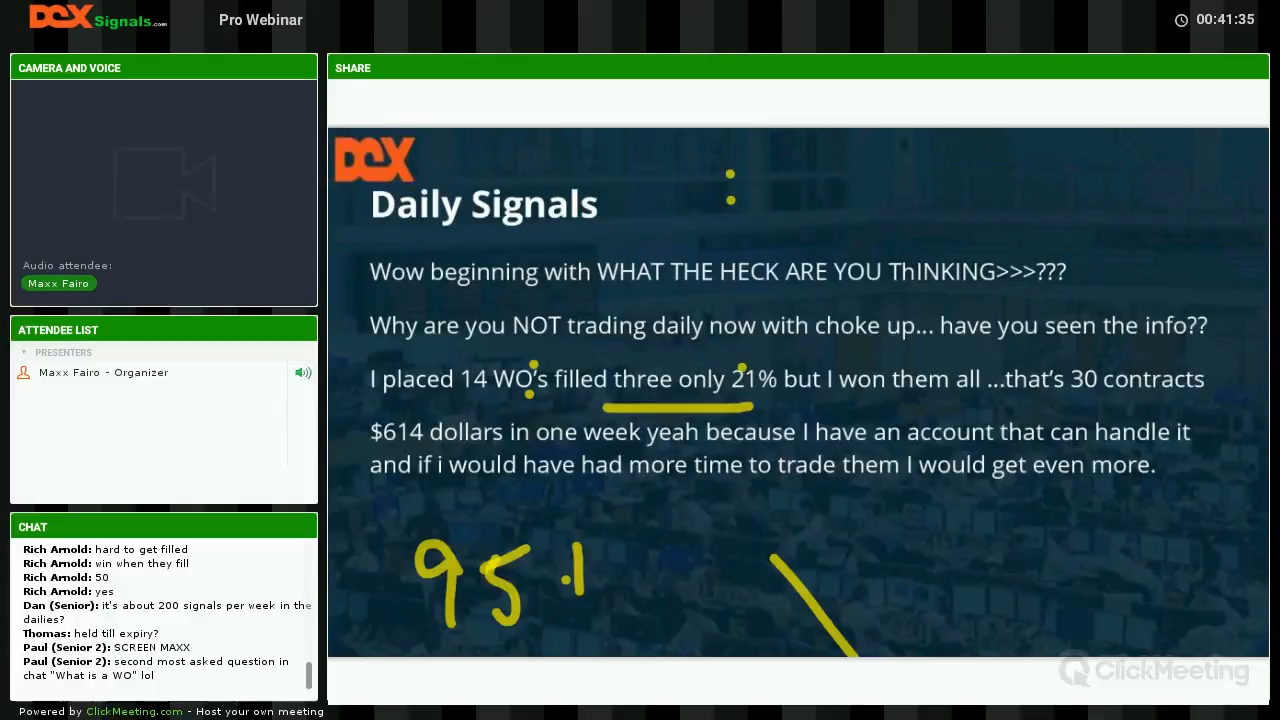 DEX Signals.com Pro Webinar 00:41:35
CAMERA AND VOICE
Audio attendee:
Maxx Fairo
ATTENDEE LIST
PRESENTERS
Maxx Fairo - Organizer
CHAT
Rich Arnold: hard to get filled
Rich Arnold: win when they fill
Rich Arnold: 50
Rich Arnold: yes
Dan (Senior): it's about 200 signals per week in the
dailies?
Thomas: held till expiry?
Paul (Senior 2): SCREEN MAXX
Paul (Senior 2): second most asked question in
chat "What is a WO" lol
SHARE
DEX
Daily Signals
Wow beginning with WHAT THE HECK ARE YOU ThINKING>>>???
Why are you NOT trading daily now with choke up... have you seen the info??
I placed 14 WO's filled three only 21% but I won them all ...that's 30 contracts
$614 dollars in one week yeah because I have an account that can handle it
and if i would have had more time to trade them I would get even more.
95.1
ClickMeeting
Powered by ClickMeeting.com - Host your own meeting